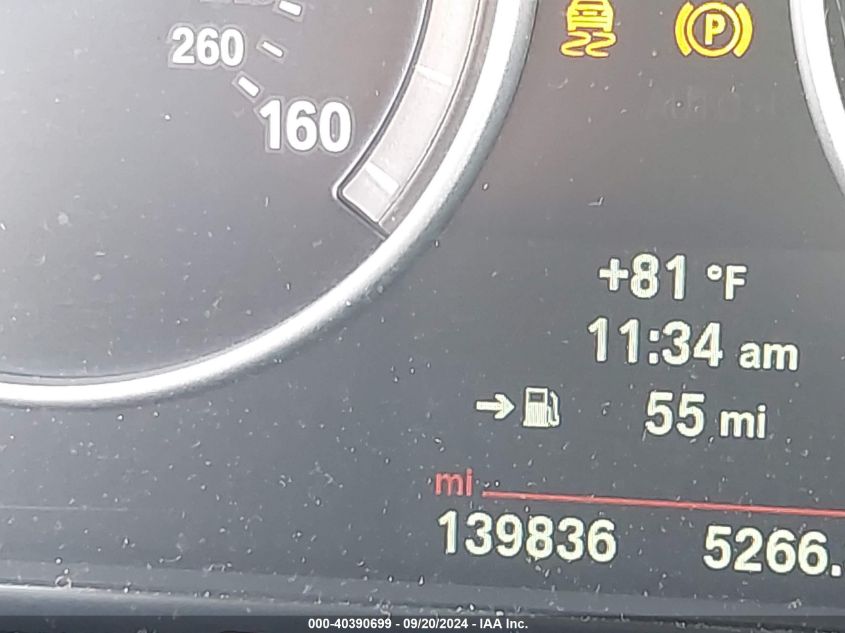 260
160
P
+81 °F
11:34 am
55 mi
mi
139836 5266.
000-40390699 - 09/20/2024 - IAA Inc.